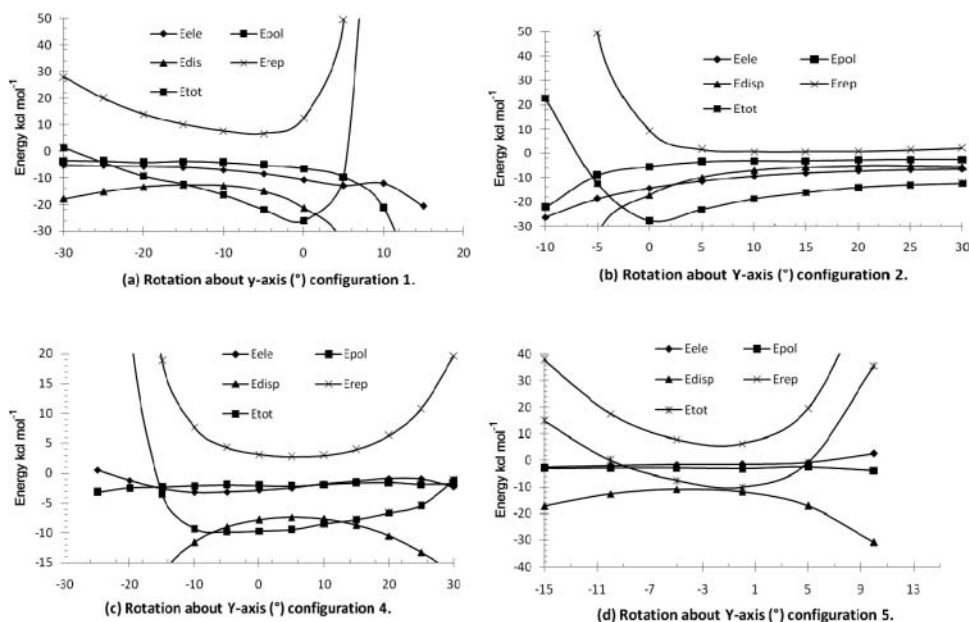 50
40
30
20
10
0
-10
-20
-30
Energy kcl mol-1
Eele
Epol
Edis
Erep
Etot
-30 -20 -10 0 10 20
(a) Rotation about y-axis (°) configuration 1.
50
40
30
20
10
0
-10
-20
-30
Energy kcl mol-1
Eele
Epol
Edisp
Erep
Etot
-10 -5 0 5 10 15 20 25 30
(b) Rotation about Y-axis (°) configuration 2.
20
15
10
5
0
-5
-10
-15
Energy kcl mol-1
Eele
Epol
Edisp
Erep
Etot
-30 -20 -10 0 10 20 30
(c) Rotation about Y-axis (°) configuration 4.
40
30
20
10
0
-10
-20
-30
-40
Energy kcl mol-1
Eele
Epol
Edisp
Erep
Etot
-15 -11 -7 -3 1 5 9 13
(d) Rotation about Y-axis (°) configuration 5.